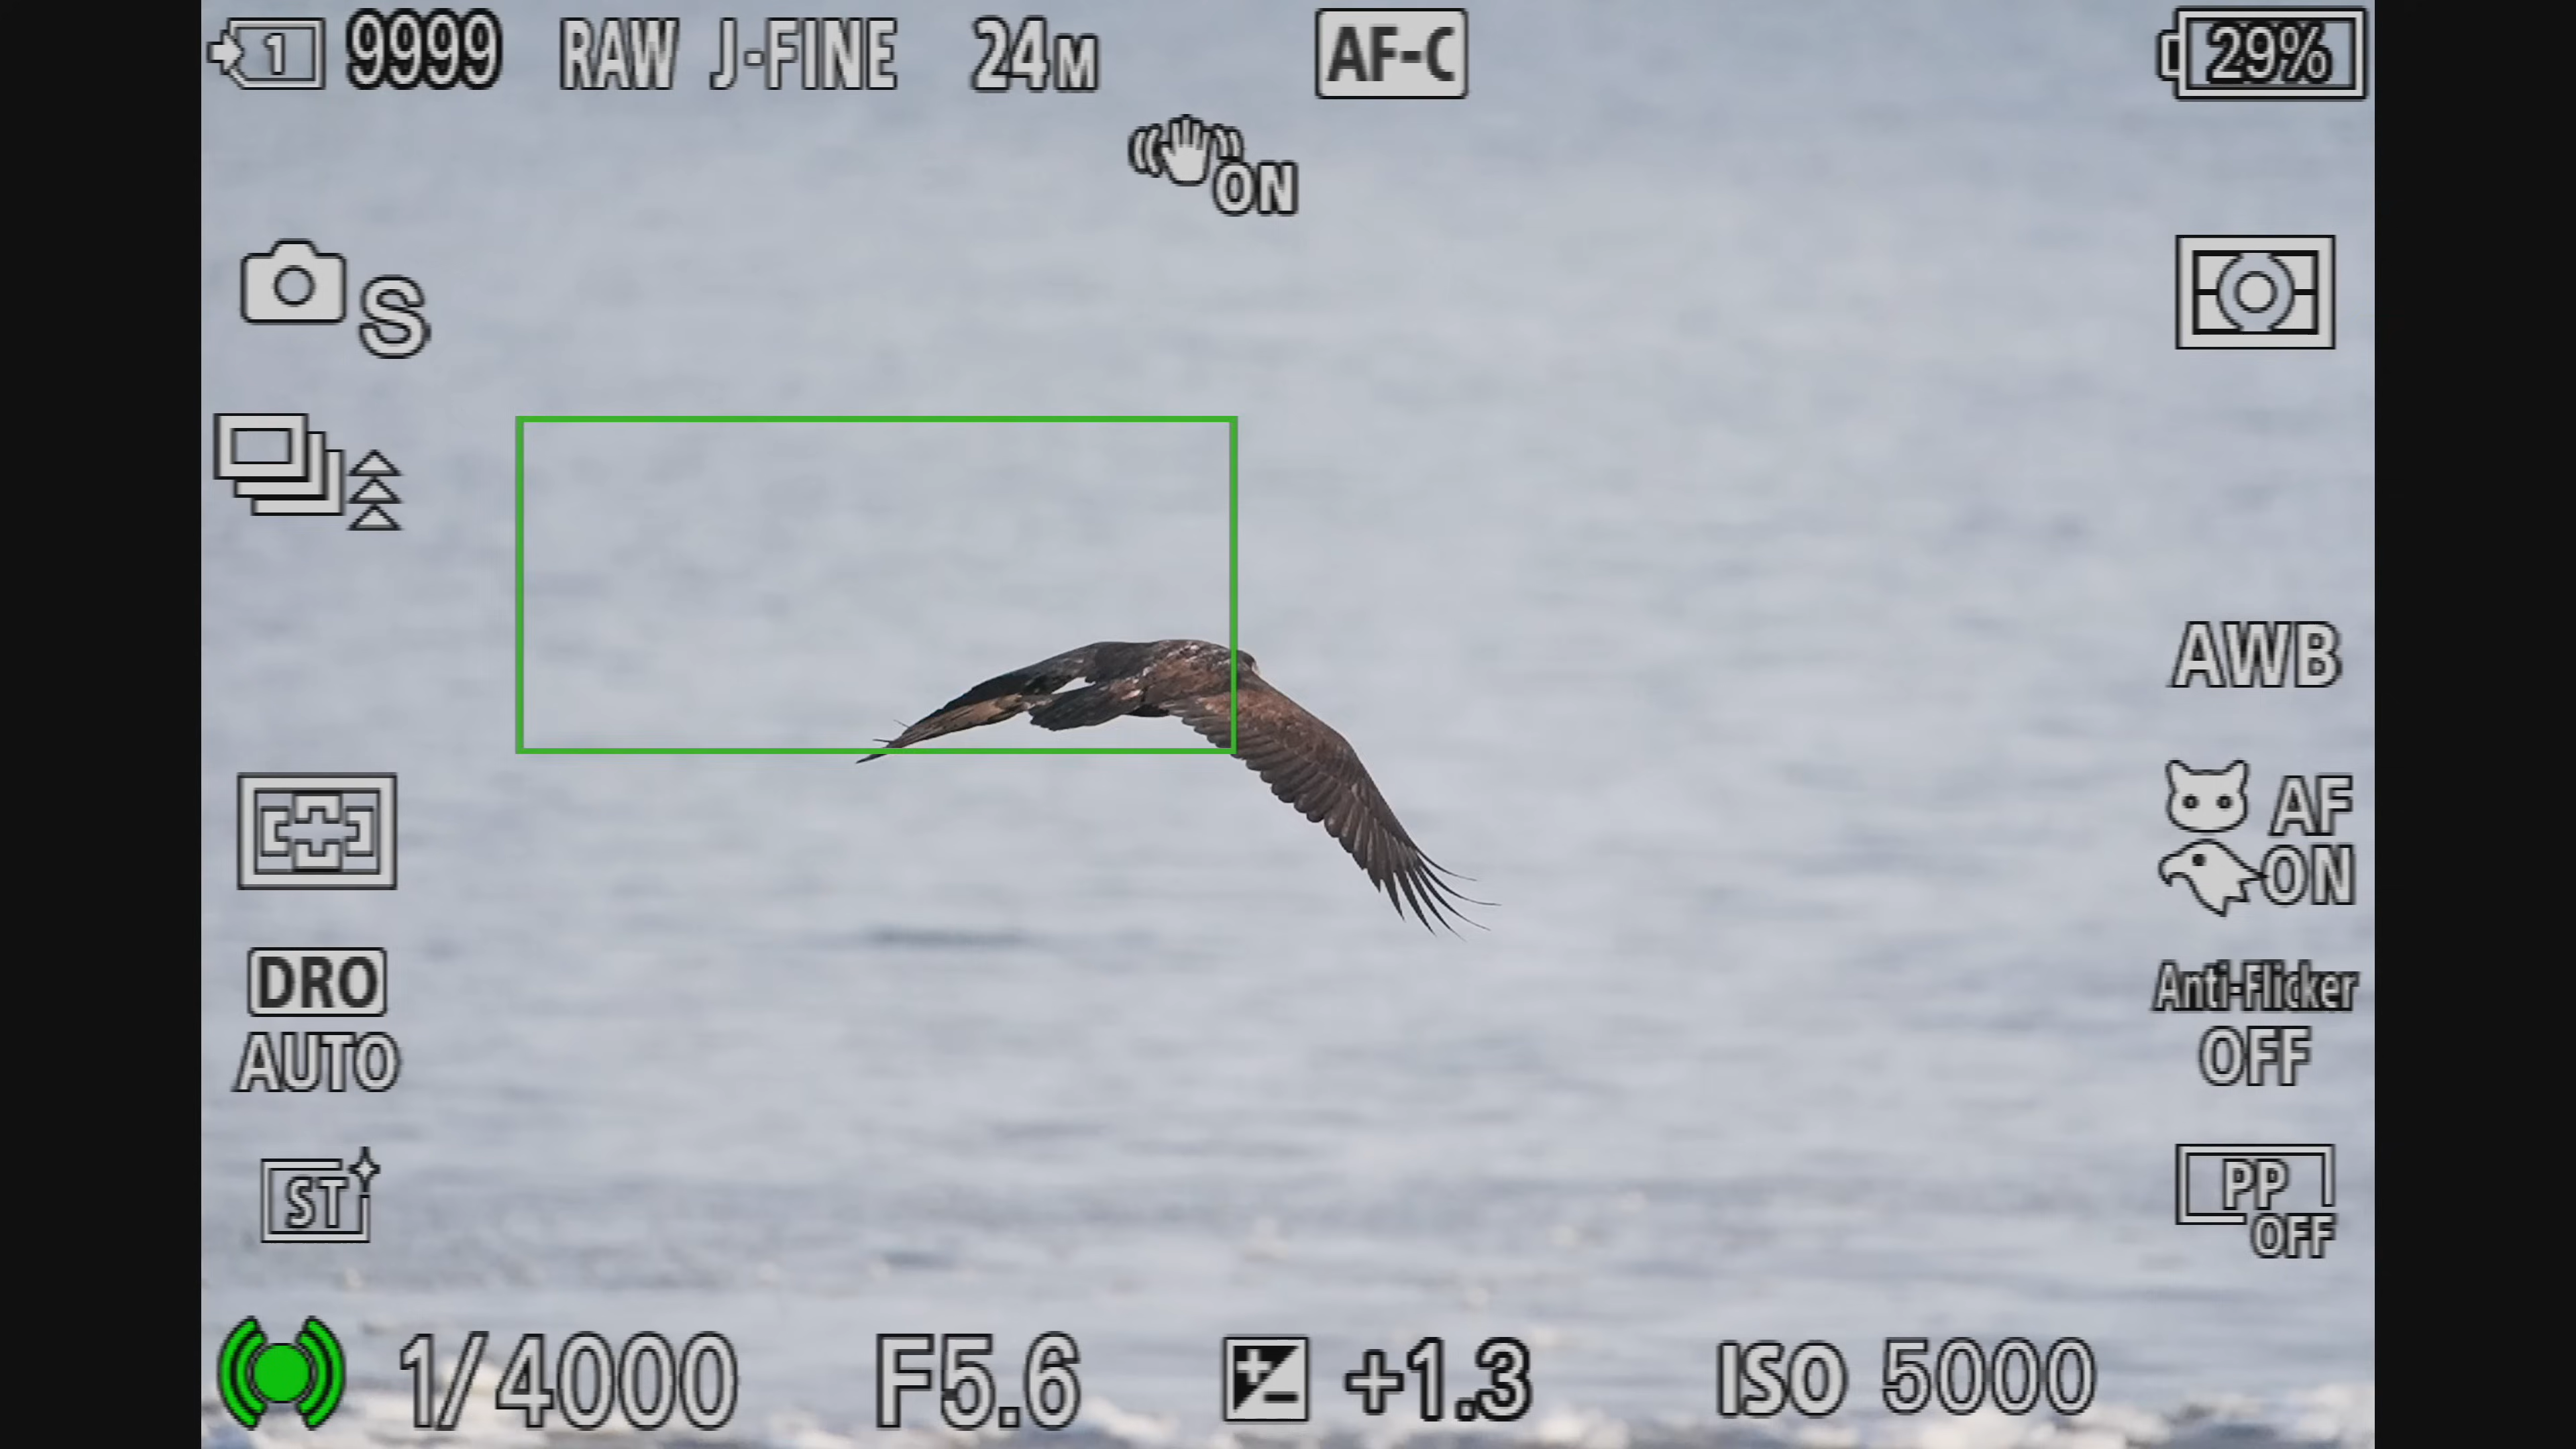 1 9999 RAW J-FINE 24M AF-C 29%
ON
S
AWB
AF
ON
DRO
AUTO
Anti-Flicker
OFF
ST
PP
OFF
1/4000 F5.6 +1.3 ISO 5000